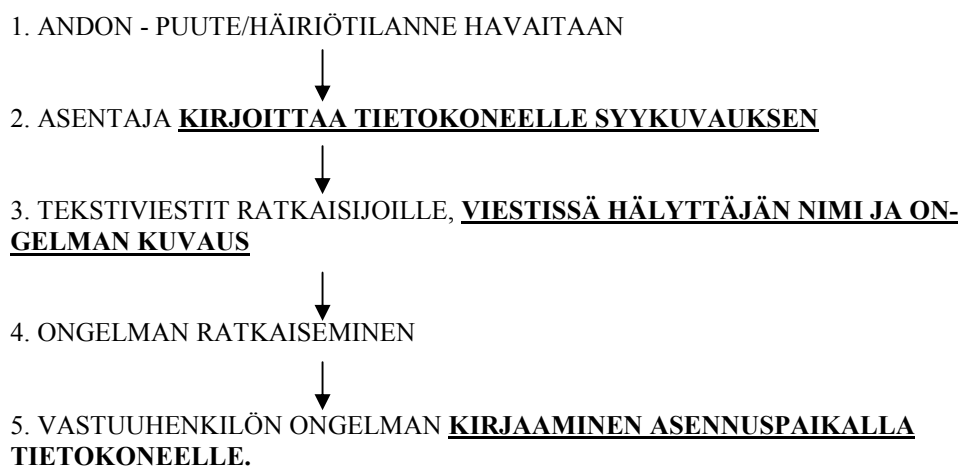 1. ANDON - PUUTE/HÄIRIÖTILANNE HAVAITAAN
2. ASENTAJA KIRJOITTAA TIETOKONEELLE SYYKUVAUKSEN
3. TEKSTIVIESTIT RATKAISIJOILLE, VIESTISSÄ HÄLYTTÄJÄN NIMI JA ON-
GELMAN KUVAUS
4. ONGELMAN RATKAISEMINEN
5. VASTUUHENKILÖN ONGELMAN KIRJAAMINEN ASENNUSPAIKALLA
TIETOKONEELLE.